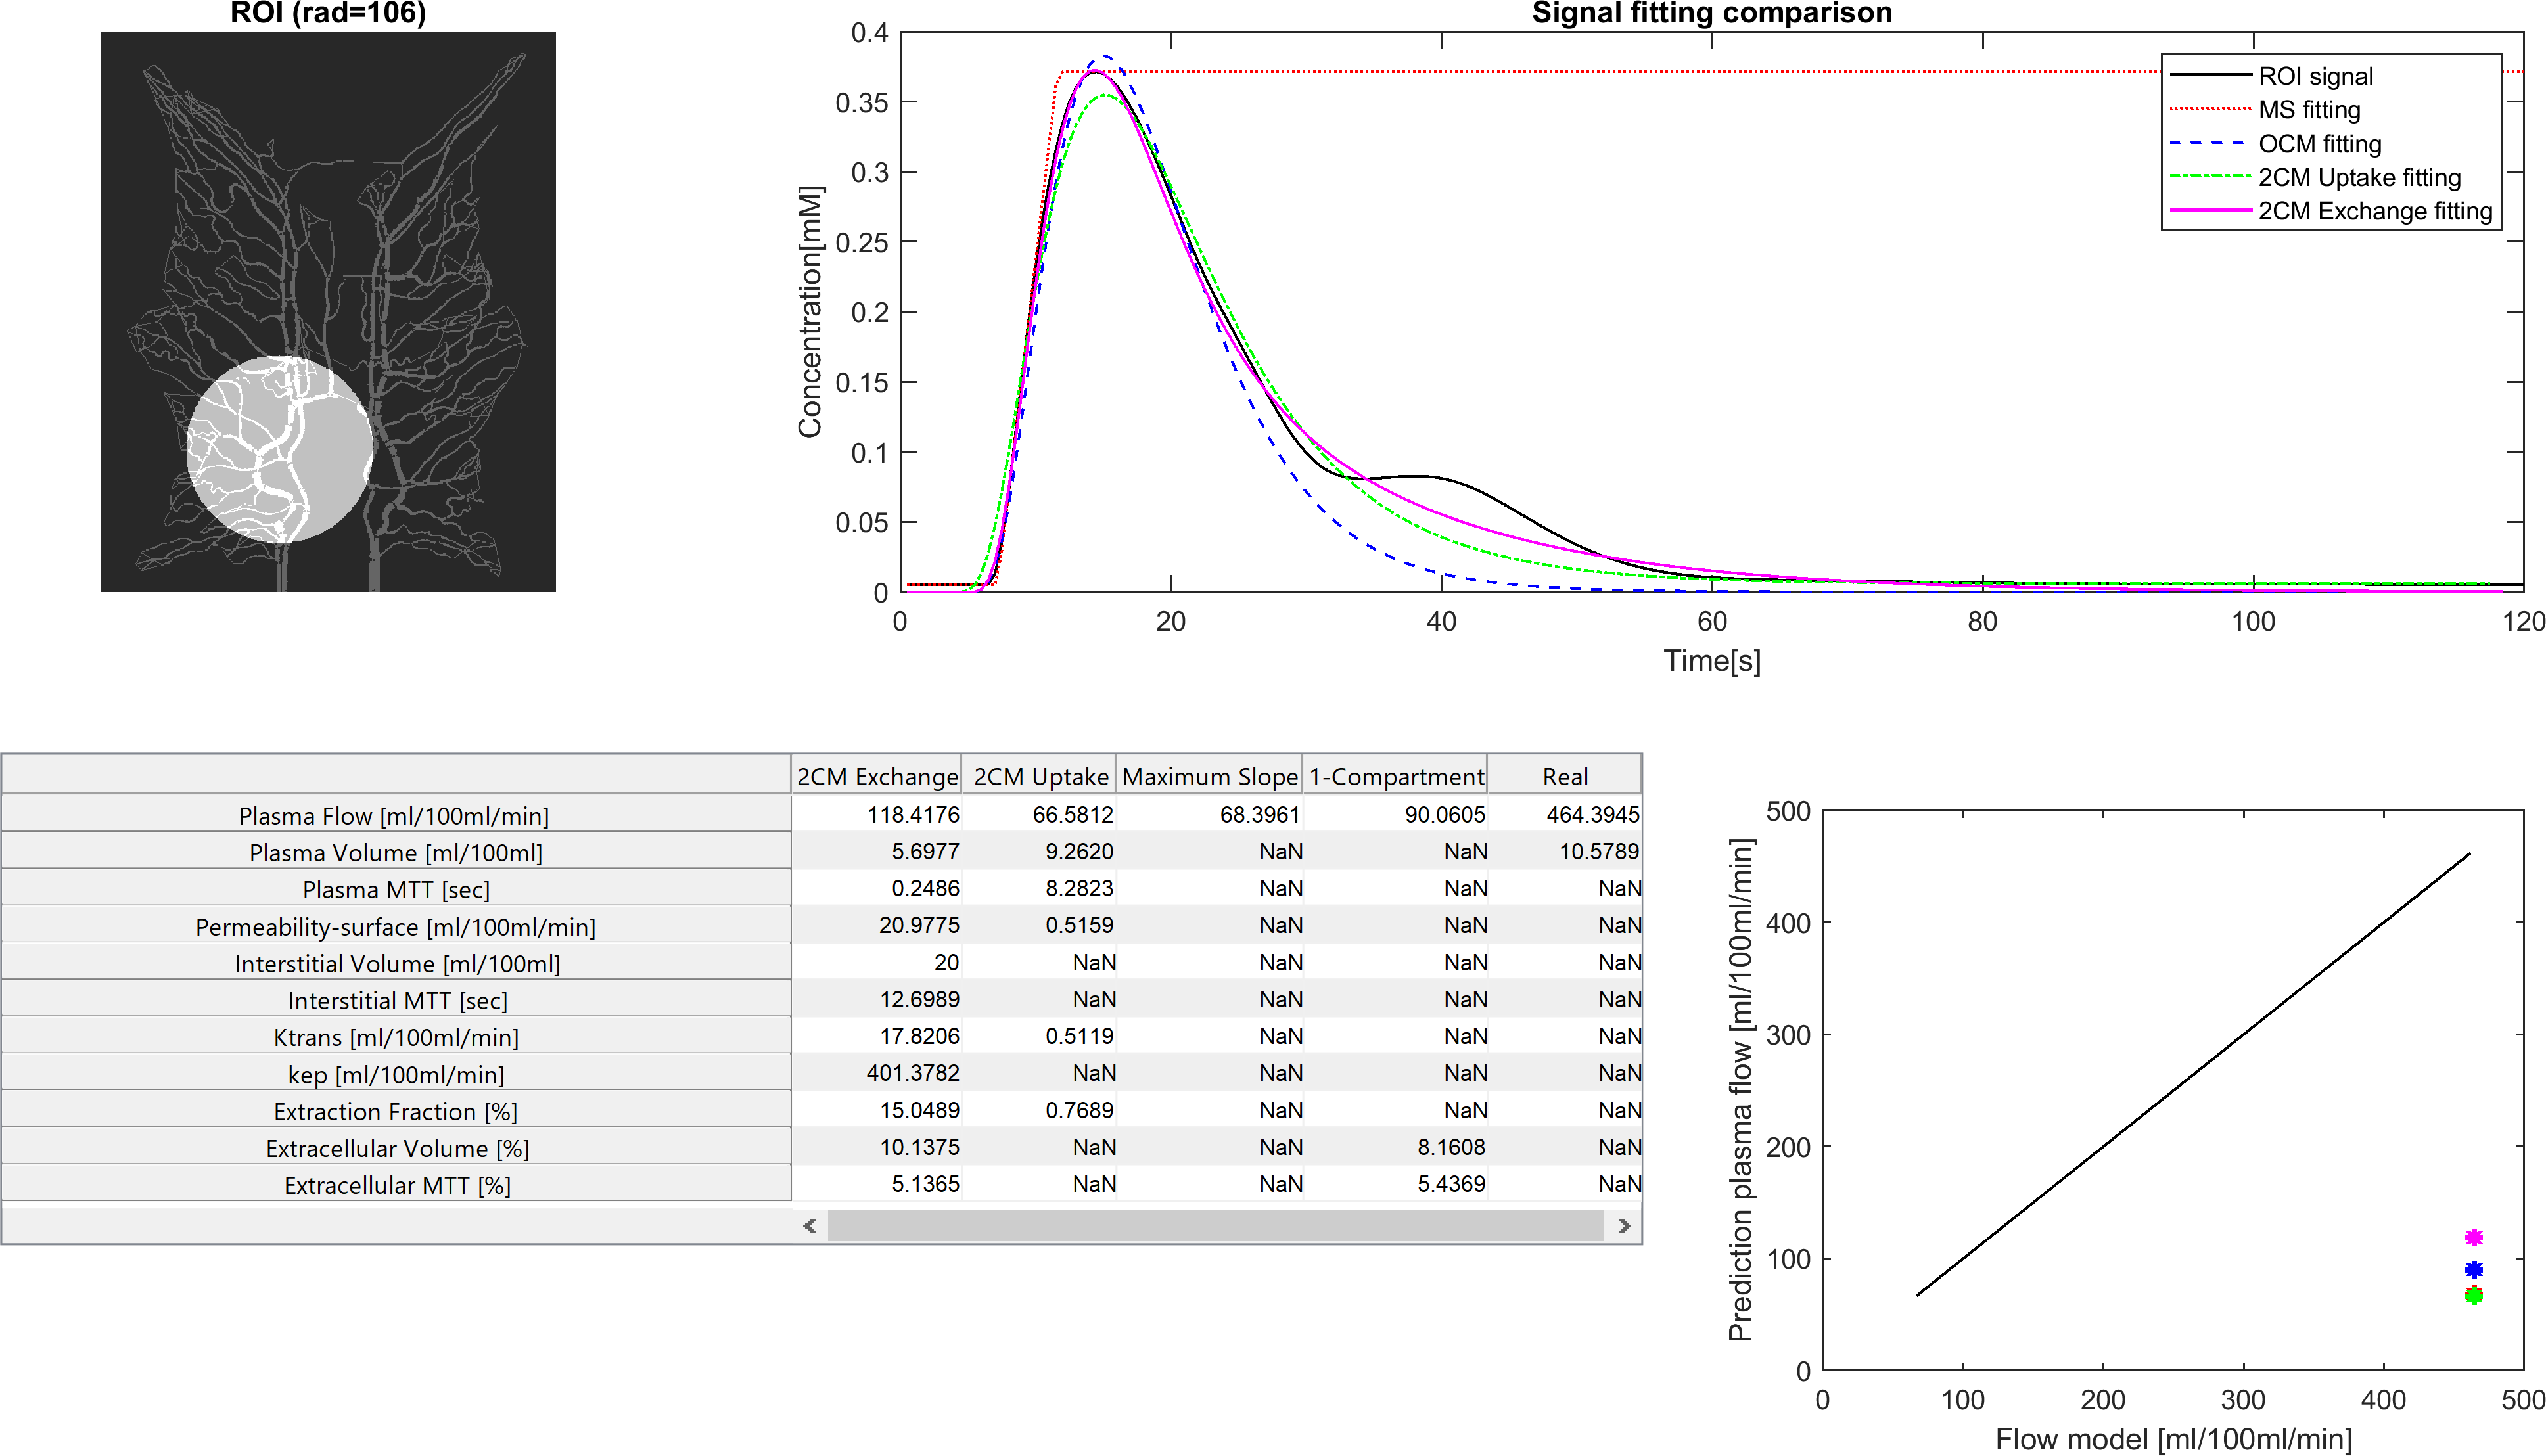 ROI (rad=106)
Signal fitting comparison
Concentration[mM]
0.4
0.35
0.3
0.25
0.2
0.15
0.1
0.05
0
0 20 40 60 80 100 120
Time[s]
ROI signal
MS fitting
OCM fitting
2CM Uptake fitting
2CM Exchange fitting
2CM Exchange 2CM Uptake Maximum Slope 1-Compartment Real
Plasma Flow [ml/100ml/min] 118.4176 66.5812 68.3961 90.0605 464.3945
Plasma Volume [ml/100ml] 5.6977 9.2620 NaN NaN 10.5789
Plasma MTT [sec] 0.2486 8.2823 NaN NaN NaN
Permeability-surface [ml/100ml/min] 20.9775 0.5159 NaN NaN NaN
Interstitial Volume [ml/100ml] 20 NaN NaN NaN NaN
Interstitial MTT [sec] 12.6989 NaN NaN NaN NaN
Ktrans [ml/100ml/min] 17.8206 0.5119 NaN NaN NaN
kep [ml/100ml/min] 401.3782 NaN NaN NaN NaN
Extraction Fraction [%] 15.0489 0.7689 NaN NaN NaN
Extracellular Volume [%] 10.1375 NaN NaN 8.1608 NaN
Extracellular MTT [%] 5.1365 NaN NaN 5.4369 NaN
Prediction plasma flow [ml/100ml/min]
500
400
300
200
100
0
0 100 200 300 400 500
Flow model [ml/100ml/min]